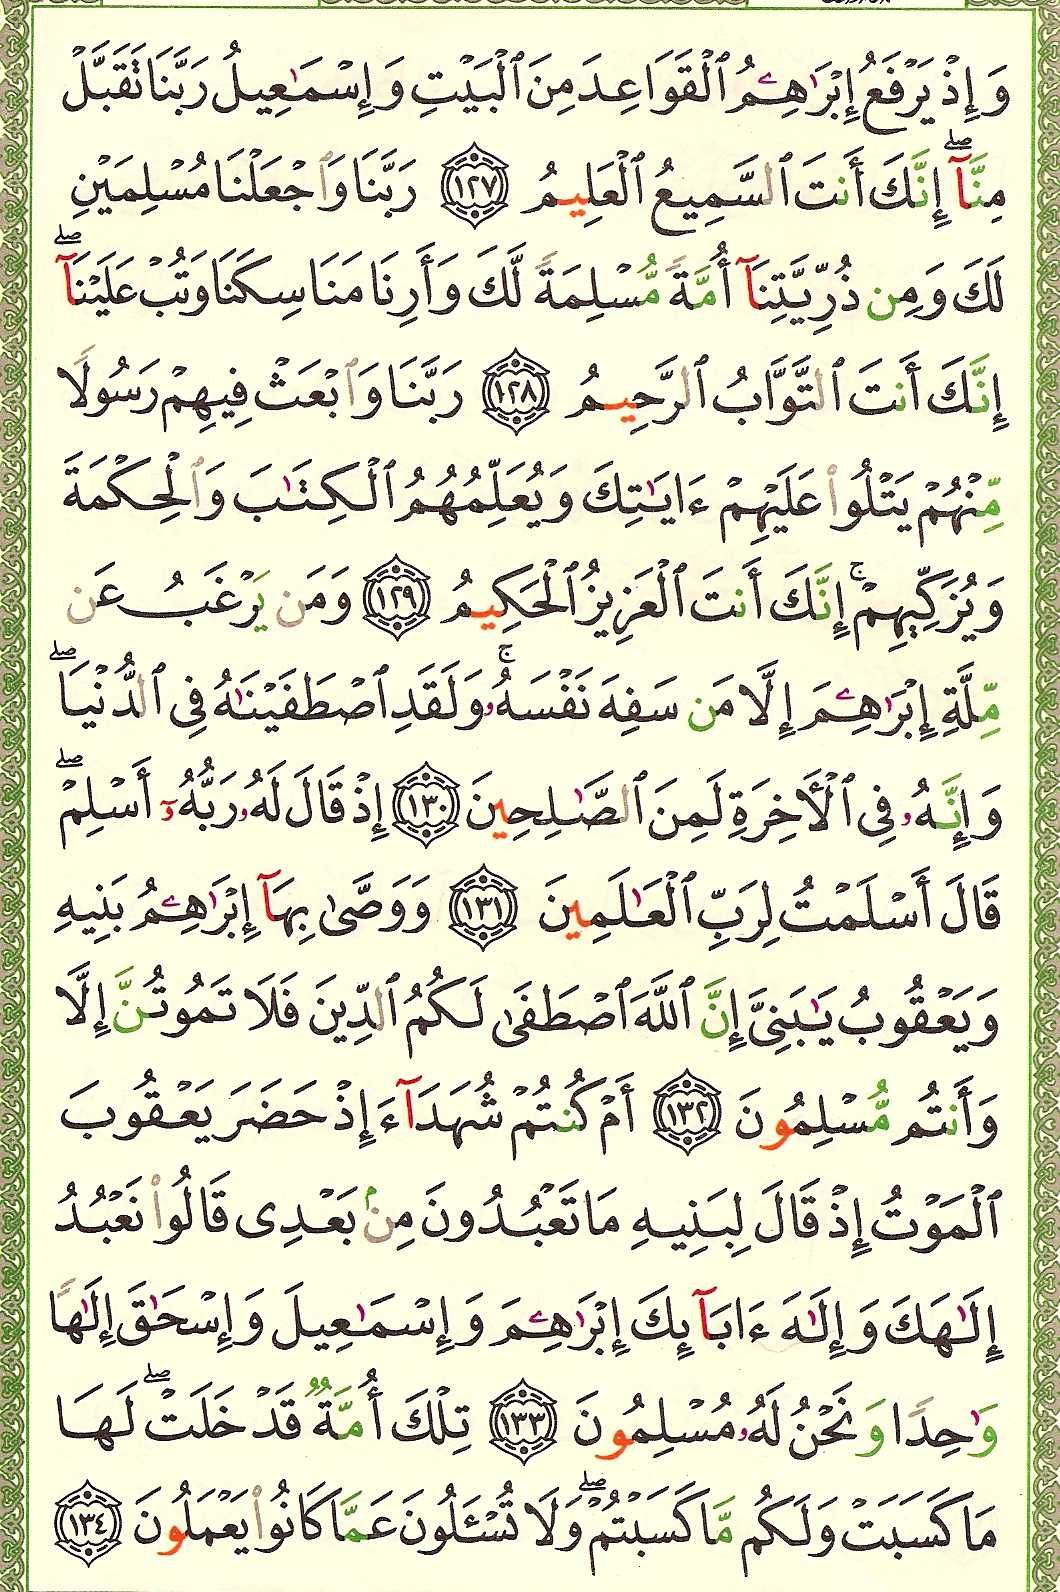 وَإِذْ يَرْفَعُ إِبْرَٰهِـۧمُ ٱلْقَوَاعِدَ مِنَ ٱلْبَيْتِ وَإِسْمَـٰعِيلُ رَبَّنَا تَقَبَّلْ
مِنَّآ ۖ إِنَّكَ أَنتَ ٱلسَّمِيعُ ٱلْعَلِيمُ ١٢٧ رَبَّنَا وَٱجْعَلْنَا مُسْلِمَيْنِ
لَكَ وَمِن ذُرِّيَّتِنَآ أُمَّةً مُّسْلِمَةً لَّكَ وَأَرِنَا مَنَاسِكَنَا وَتُبْ عَلَيْنَآ ۖ
إِنَّكَ أَنتَ ٱلتَّوَّابُ ٱلرَّحِيمُ ١٢٨ رَبَّنَا وَٱبْعَثْ فِيهِمْ رَسُولًا
مِّنْهُمْ يَتْلُوا۟ عَلَيْهِمْ ءَايَـٰتِكَ وَيُعَلِّمُهُمُ ٱلْكِتَـٰبَ وَٱلْحِكْمَةَ
وَيُزَكِّيهِمْ ۚ إِنَّكَ أَنتَ ٱلْعَزِيزُ ٱلْحَكِيمُ ١٢٩ وَمَن يَرْغَبُ عَن
مِّلَّةِ إِبْرَٰهِـۧمَ إِلَّا مَن سَفِهَ نَفْسَهُۥ ۚ وَلَقَدِ ٱصْطَفَيْنَـٰهُ فِى ٱلدُّنْيَا ۖ
وَإِنَّهُۥ فِى ٱلْـَٔاخِرَةِ لَمِنَ ٱلصَّـٰلِحِينَ ١٣٠ إِذْ قَالَ لَهُۥ رَبُّهُۥٓ أَسْلِمْ ۖ
قَالَ أَسْلَمْتُ لِرَبِّ ٱلْعَـٰلَمِينَ ١٣١ وَوَصَّىٰ بِهَآ إِبْرَٰهِـۧمُ بَنِيهِ
وَيَعْقُوبُ يَـٰبَنِىَّ إِنَّ ٱللَّهَ ٱصْطَفَىٰ لَكُمُ ٱلدِّينَ فَلَا تَمُوتُنَّ إِلَّا
وَأَنتُم مُّسْلِمُونَ ١٣٢ أَمْ كُنتُمْ شُهَدَآءَ إِذْ حَضَرَ يَعْقُوبَ
ٱلْمَوْتُ إِذْ قَالَ لِبَنِيهِ مَا تَعْبُدُونَ مِنۢ بَعْدِى قَالُوا۟ نَعْبُدُ
إِلَـٰهَكَ وَإِلَـٰهَ ءَابَآئِكَ إِبْرَٰهِـۧمَ وَإِسْمَـٰعِيلَ وَإِسْحَـٰقَ إِلَـٰهًا
وَٰحِدًا وَنَحْنُ لَهُۥ مُسْلِمُونَ ١٣٣ تِلْكَ أُمَّةٌ قَدْ خَلَتْ ۖ لَهَا
مَا كَسَبَتْ وَلَكُم مَّا كَسَبْتُمْ ۖ وَلَا تُسْـَٔلُونَ عَمَّا كَانُوا۟ يَعْمَلُونَ ١٣٤